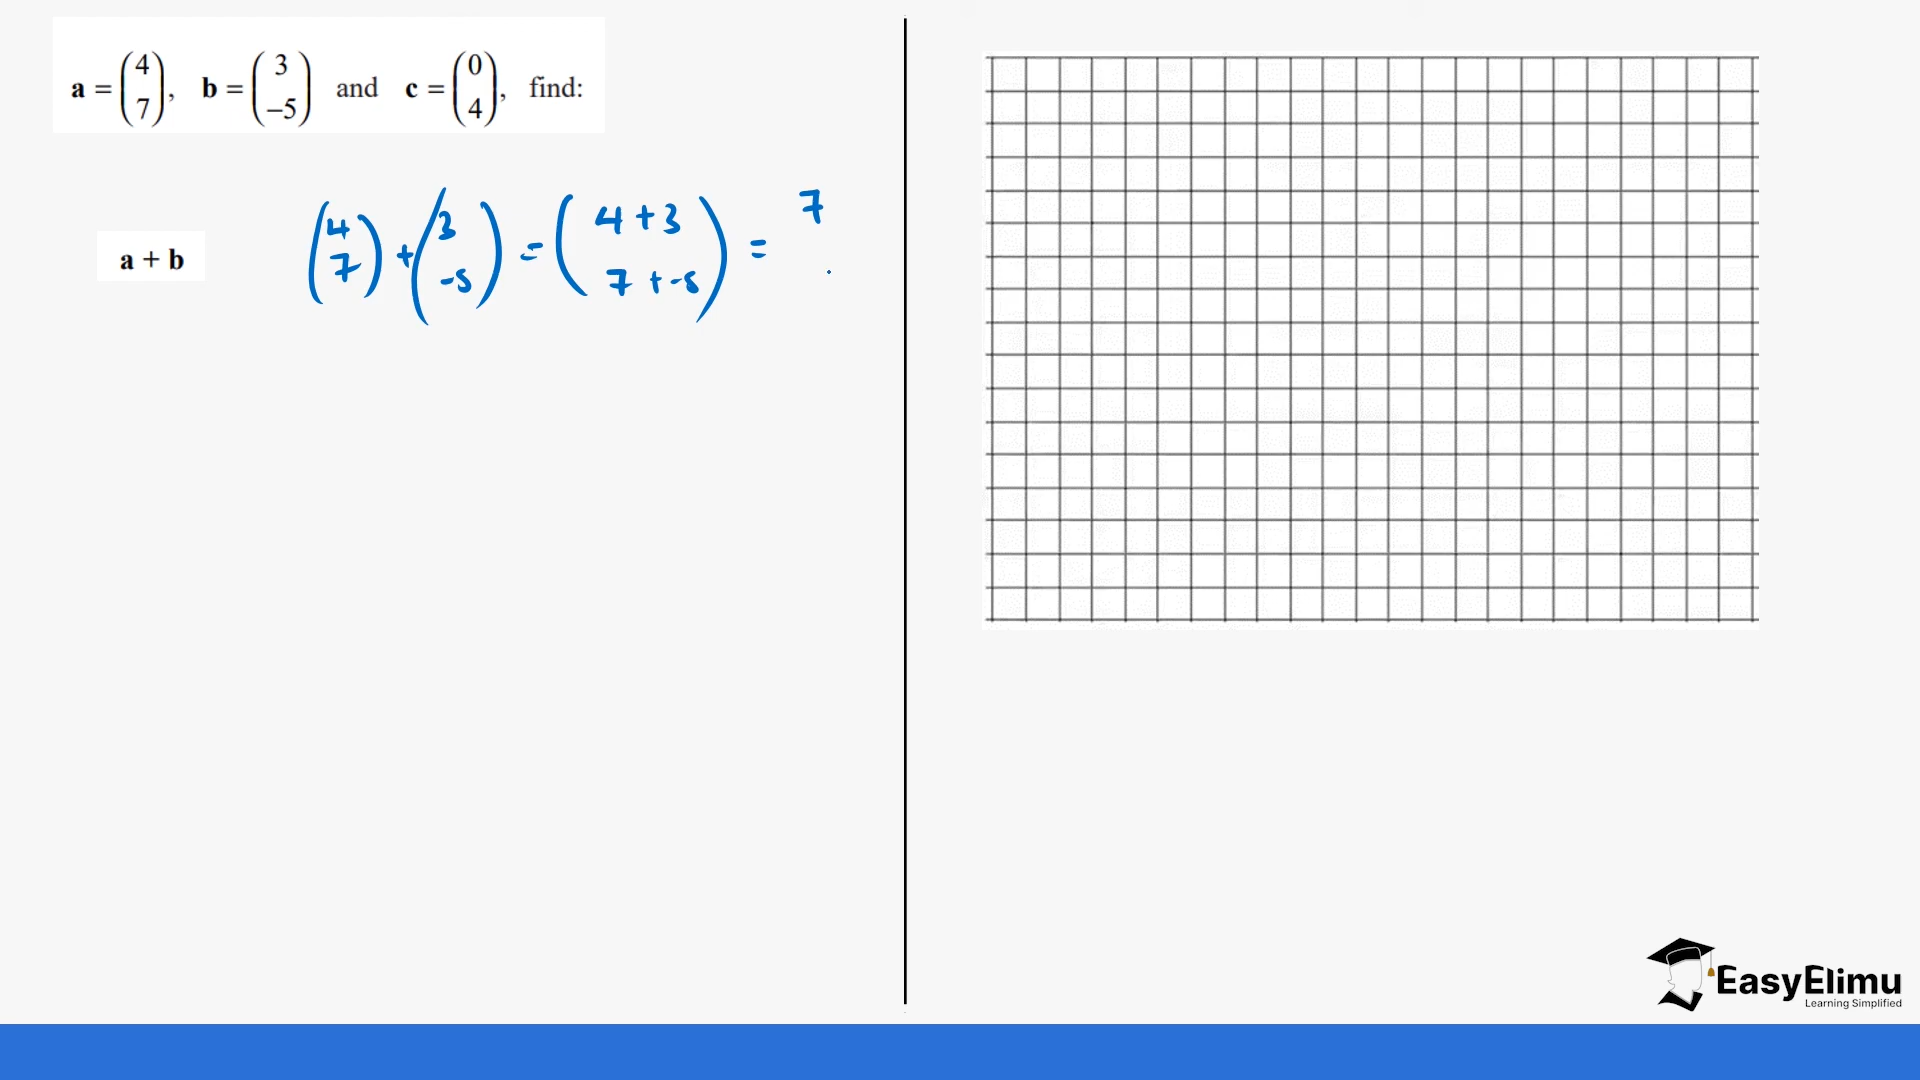 a = (4 7), b = (3 –5) and c = (0 4), find:
a + b (4 7) + (3 -5) = (4+3 7+-5) = 7
EasyElimu
Learning Simplified